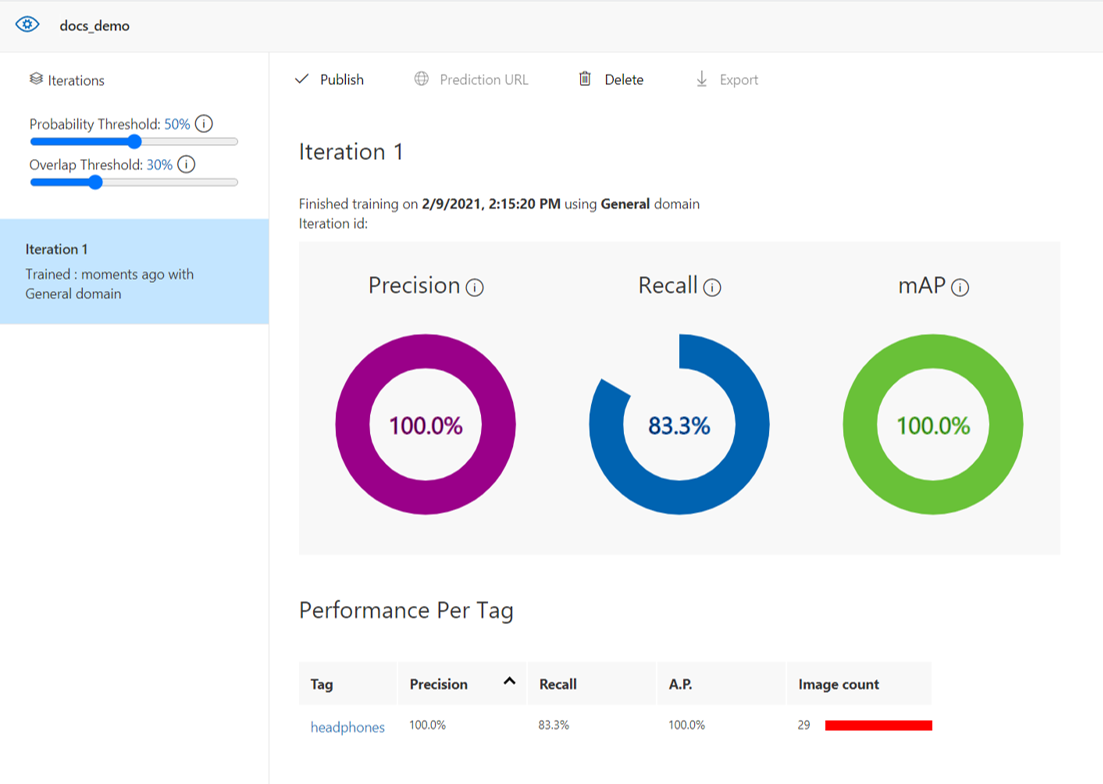 docs_demo
Iterations
Probability Threshold: 50%
Overlap Threshold: 30%
Iteration 1
Trained : moments ago with
General domain
Publish
Prediction URL
Delete
Export
Iteration 1
Finished training on 2/9/2021, 2:15:20 PM using General domain
Iteration id:
Precision
Recall
mAP
100.0%
83.3%
100.0%
Performance Per Tag
Tag Precision Recall A.P. Image count
headphones 100.0% 83.3% 100.0% 29